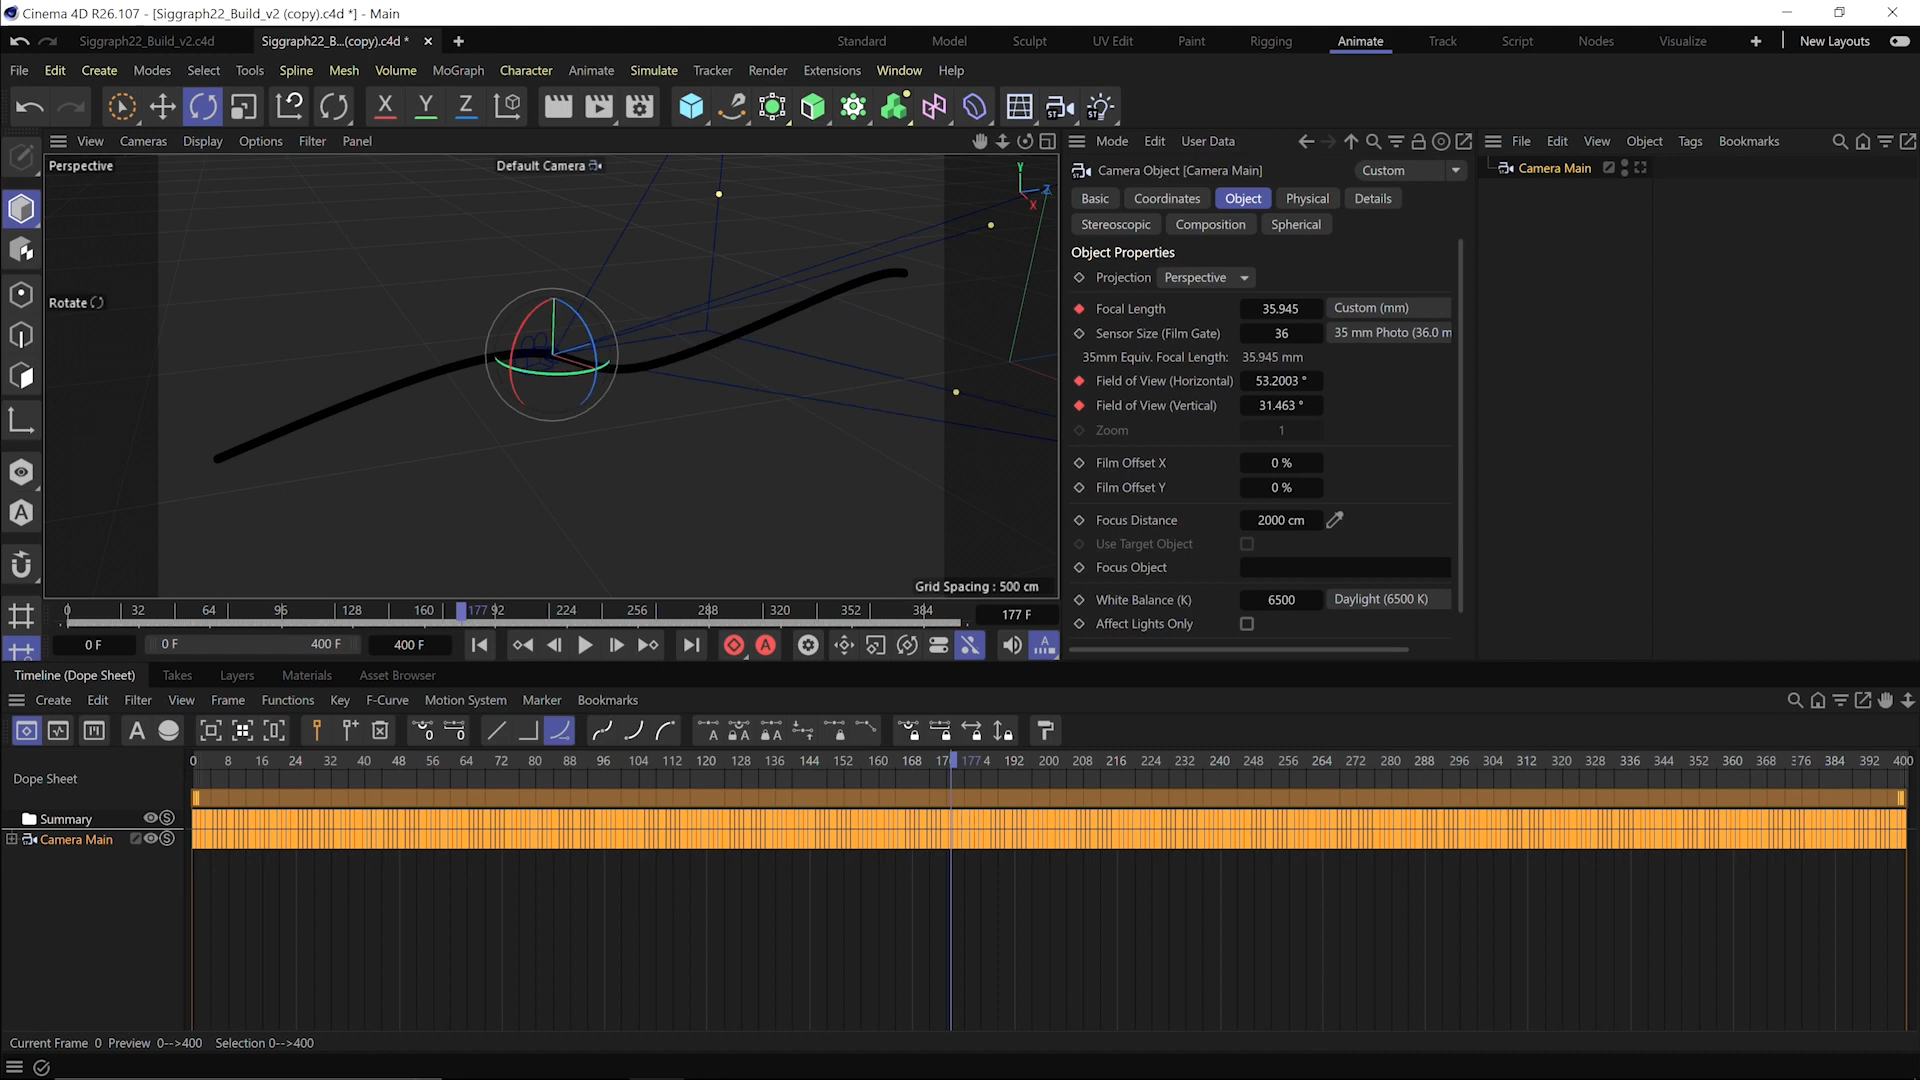 Cinema 4D R26.107 - [Siggraph22_Build_v2 (copy).c4d *] - Main
Siggraph22_Build_v2.c4d
Siggraph22_B...(copy).c4d *
Standard Model Sculpt UV Edit Paint Rigging Animate Track Script Nodes Visualize New Layouts
File Edit Create Modes Select Tools Spline Mesh Volume MoGraph Character Animate Simulate Tracker Render Extensions Window Help
X Y Z
ST ST
View Cameras Display Options Filter Panel
Perspective
Default Camera
Y
Z
X
Rotate
Grid Spacing : 500 cm
0 32 64 96 128 160 177 92 224 256 288 320 352 384
177 F
0 F
0 F
400 F
400 F
Mode Edit User Data
Camera Object [Camera Main]
Custom
Basic Coordinates Object Physical Details
Stereoscopic Composition Spherical
Object Properties
Projection Perspective
Focal Length 35.945 Custom (mm)
Sensor Size (Film Gate) 36 35 mm Photo (36.0 m
35mm Equiv. Focal Length: 35.945 mm
Field of View (Horizontal) 53.2003 °
Field of View (Vertical) 31.463 °
Zoom 1
Film Offset X 0 %
Film Offset Y 0 %
Focus Distance 2000 cm
Use Target Object
Focus Object
White Balance (K) 6500 Daylight (6500 K)
Affect Lights Only
File Edit View Object Tags Bookmarks
Camera Main
Timeline (Dope Sheet) Takes Layers Materials Asset Browser
Create Edit Filter View Frame Functions Key F-Curve Motion System Marker Bookmarks
Dope Sheet
0 8 16 24 32 40 48 56 64 72 80 88 96 104 112 120 128 136 144 152 160 168 17 177 4 192 200 208 216 224 232 240 248 256 264 272 280 288 296 304 312 320 328 336 344 352 360 368 376 384 392 400
Summary
Camera Main
Current Frame 0 Preview 0-->400 Selection 0-->400